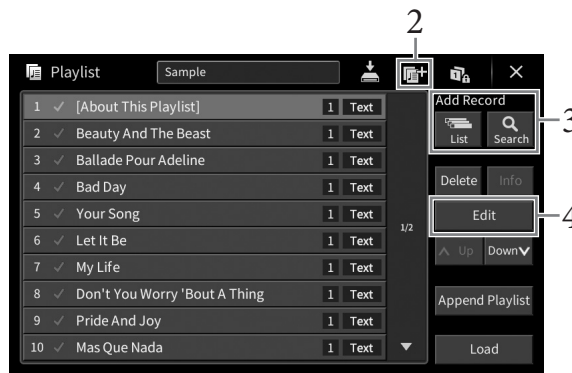 2
Playlist Sample
Add Record
List Search
3
1 [About This Playlist] 1 Text
2 Beauty And The Beast 1 Text
3 Ballade Pour Adeline 1 Text
4 Bad Day 1 Text
5 Your Song 1 Text
6 Let It Be 1 Text
7 My Life 1 Text
8 Don't You Worry 'Bout A Thing 1 Text
9 Pride And Joy 1 Text
10 Mas Que Nada 1 Text
1/2
Delete Info
Edit
4
Up Down
Append Playlist
Load